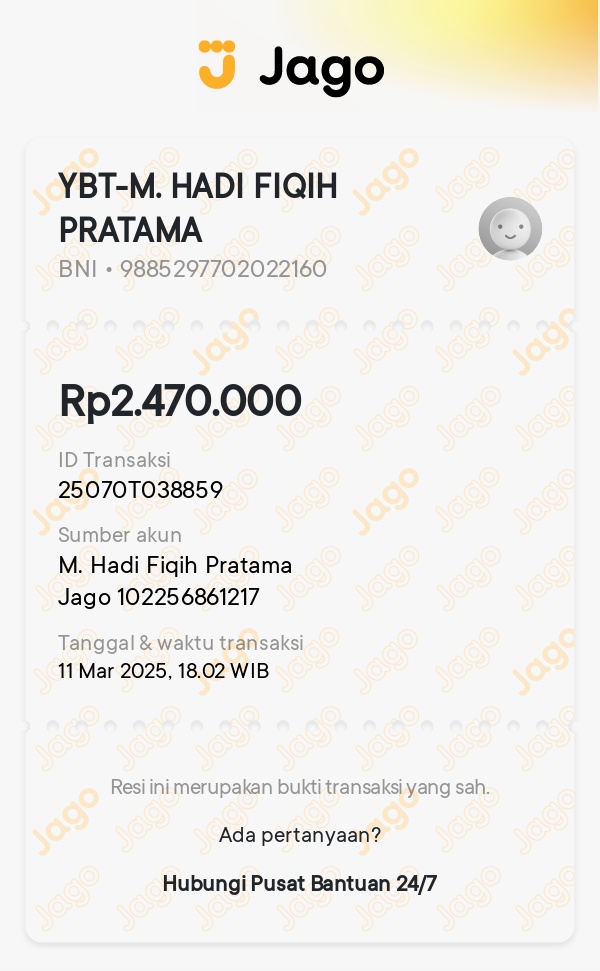 Jago
YBT-M. HADI FIQIH
PRATAMA
BNI • 9885297702022160
Rp2.470.000
ID Transaksi
25070T038859
Sumber akun
M. Hadi Fiqih Pratama
Jago 102256861217
Tanggal & waktu transaksi
11 Mar 2025, 18.02 WIB
Resi ini merupakan bukti transaksi yang sah.
Ada pertanyaan?
Hubungi Pusat Bantuan 24/7